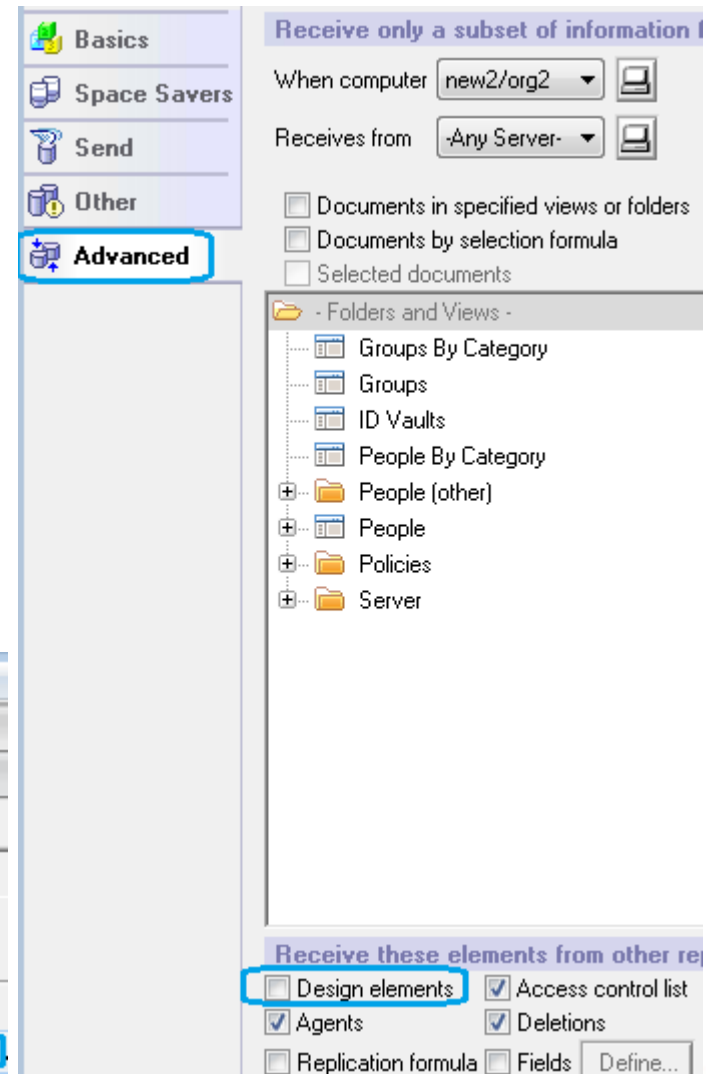 Basics
Space Savers
Send
Other
Advanced
Receive only a subset of information
When computer new2/org2
Receives from -Any Server-
Documents in specified views or folders
Documents by selection formula
Selected documents
- Folders and Views -
Groups By Category
Groups
ID Vaults
People By Category
People (other)
People
Policies
Server
Receive these elements from other
Design elements Access control list
Agents Deletions
Replication formula Fields Define...